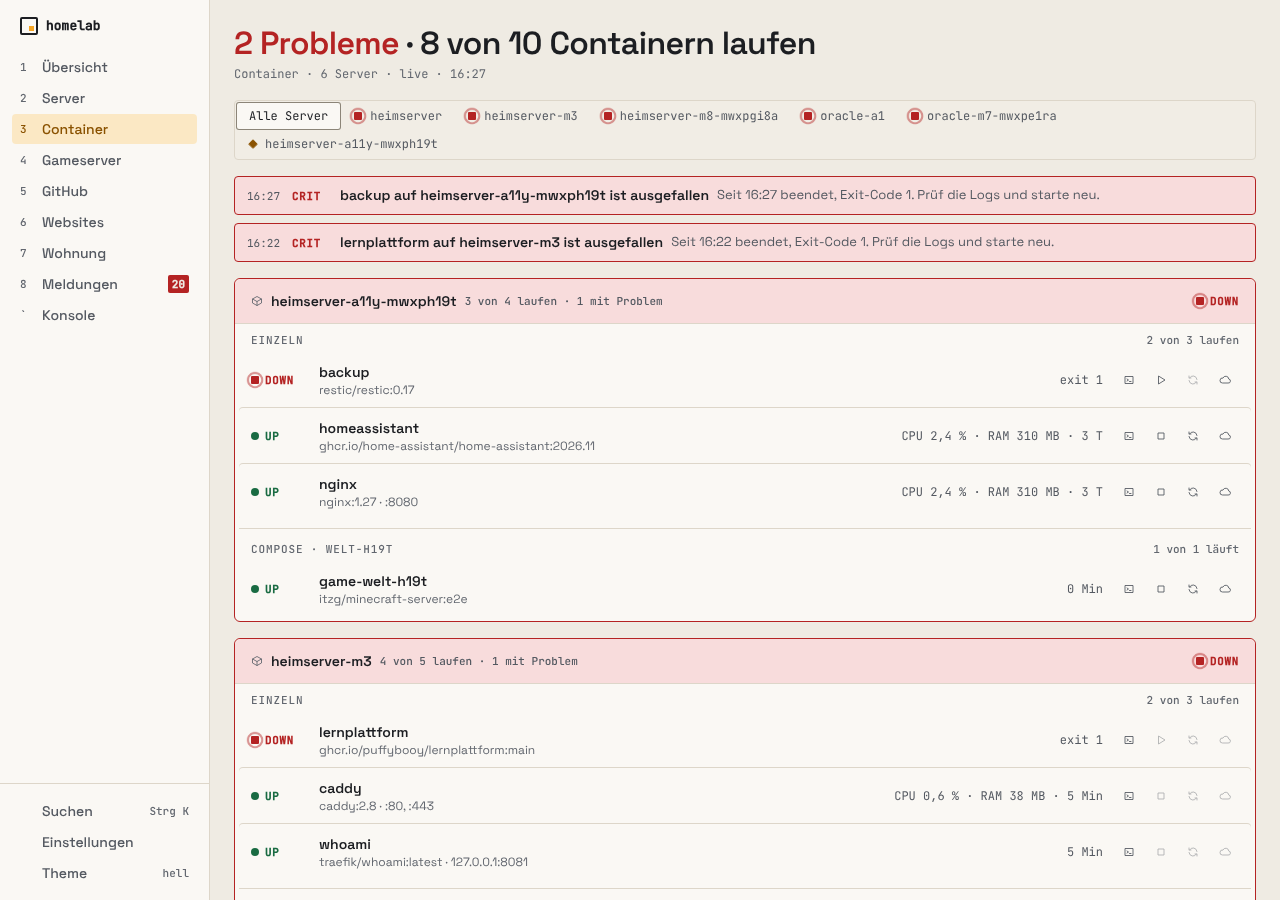 homelab
1 Übersicht
2 Server
3 Container
4 Gameserver
5 GitHub
6 Websites
7 Wohnung
8 Meldungen 20
` Konsole
Suchen Strg K
Einstellungen
Theme hell
2 Probleme · 8 von 10 Containern laufen
Container · 6 Server · live · 16:27
Alle Server heimserver heimserver-m3 heimserver-m8-mwxpgi8a oracle-a1 oracle-m7-mwxpe1ra
heimserver-a11y-mwxph19t
16:27 CRIT backup auf heimserver-a11y-mwxph19t ist ausgefallen Seit 16:27 beendet, Exit-Code 1. Prüf die Logs und starte neu.
16:22 CRIT lernplattform auf heimserver-m3 ist ausgefallen Seit 16:22 beendet, Exit-Code 1. Prüf die Logs und starte neu.
heimserver-a11y-mwxph19t 3 von 4 laufen · 1 mit Problem DOWN
EINZELN 2 von 3 laufen
DOWN backup exit 1
restic/restic:0.17
UP homeassistant CPU 2,4 % · RAM 310 MB · 3 T
ghcr.io/home-assistant/home-assistant:2026.11
UP nginx CPU 2,4 % · RAM 310 MB · 3 T
nginx:1.27 · :8080
COMPOSE · WELT-H19T 1 von 1 läuft
UP game-welt-h19t 0 Min
itzg/minecraft-server:e2e
heimserver-m3 4 von 5 laufen · 1 mit Problem DOWN
EINZELN 2 von 3 laufen
DOWN lernplattform exit 1
ghcr.io/puffybooy/lernplattform:main
UP caddy CPU 0,6 % · RAM 38 MB · 5 Min
caddy:2.8 · :80, :443
UP whoami 5 Min
traefik/whoami:latest · 127.0.0.1:8081